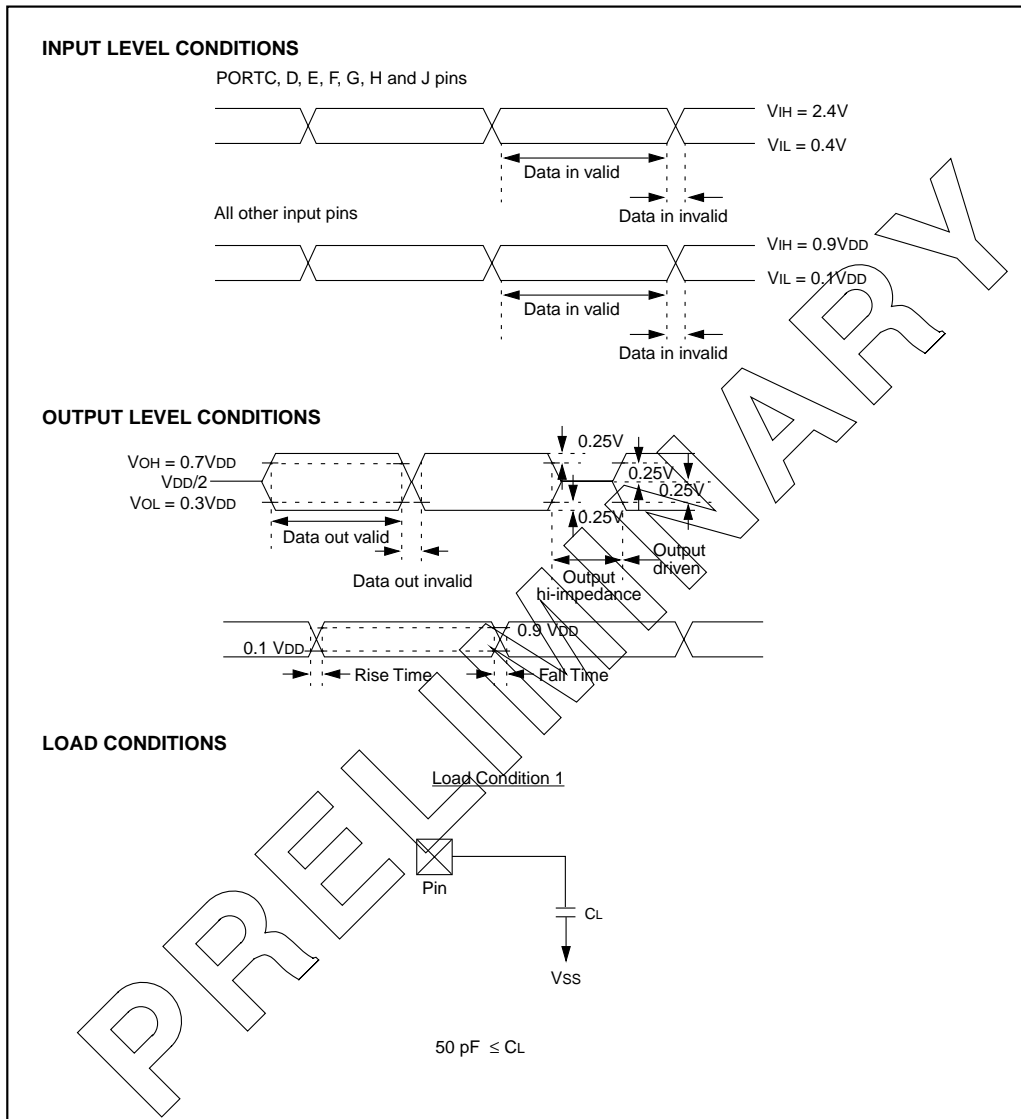 INPUT LEVEL CONDITIONS
PORTC, D, E, F, G, H and J pins
VIH = 2.4V
VIL = 0.4V
Data in valid
Data in invalid
All other input pins
VIH = 0.9VDD
VIL = 0.1VDD
Data in valid
Data in invalid
OUTPUT LEVEL CONDITIONS
0.25V
VOH = 0.7VDD
VDD/2
VOL = 0.3VDD
0.25V
0.25V
0.25V
Data out valid
Data out invalid
Output
hi-impedance
Output
driven
0.9 VDD
0.1 VDD
Rise Time
Fall Time
LOAD CONDITIONS
Load Condition 1
Pin
CL
VSS
50 pF ≤ CL
PRELIMINARY